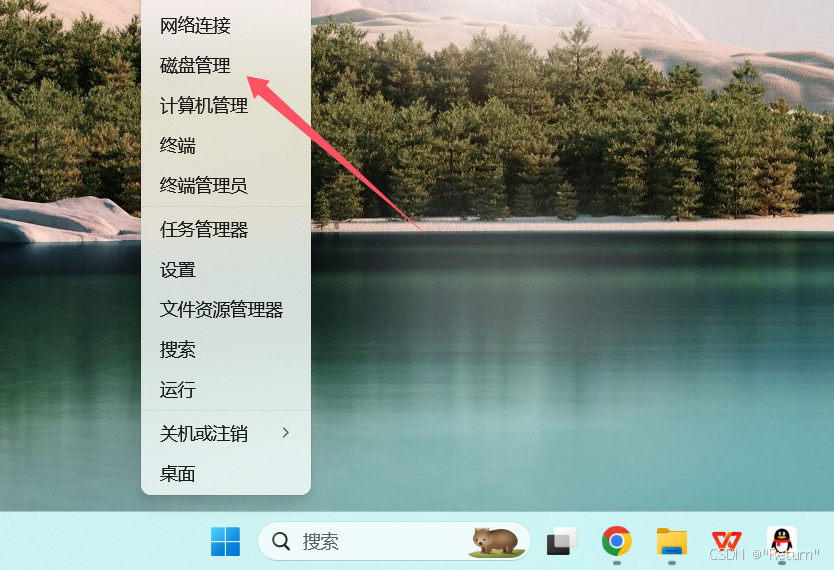 网络连接
磁盘管理
计算机管理
终端
终端管理员
任务管理器
设置
文件资源管理器
搜索
运行
关机或注销
桌面
搜索
CSDN @"Return"